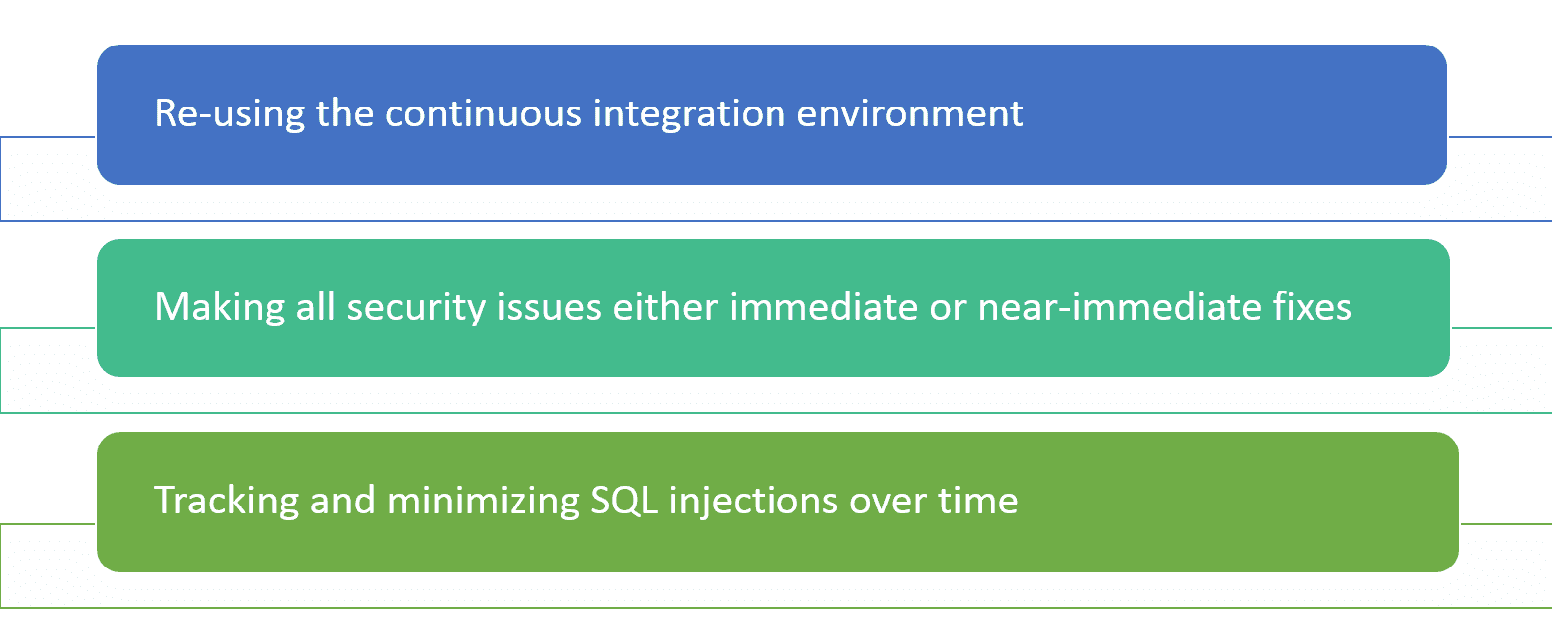 Re-using the continuous integration environment
Making all security issues either immediate or near-immediate fixes
Tracking and minimizing SQL injections over time